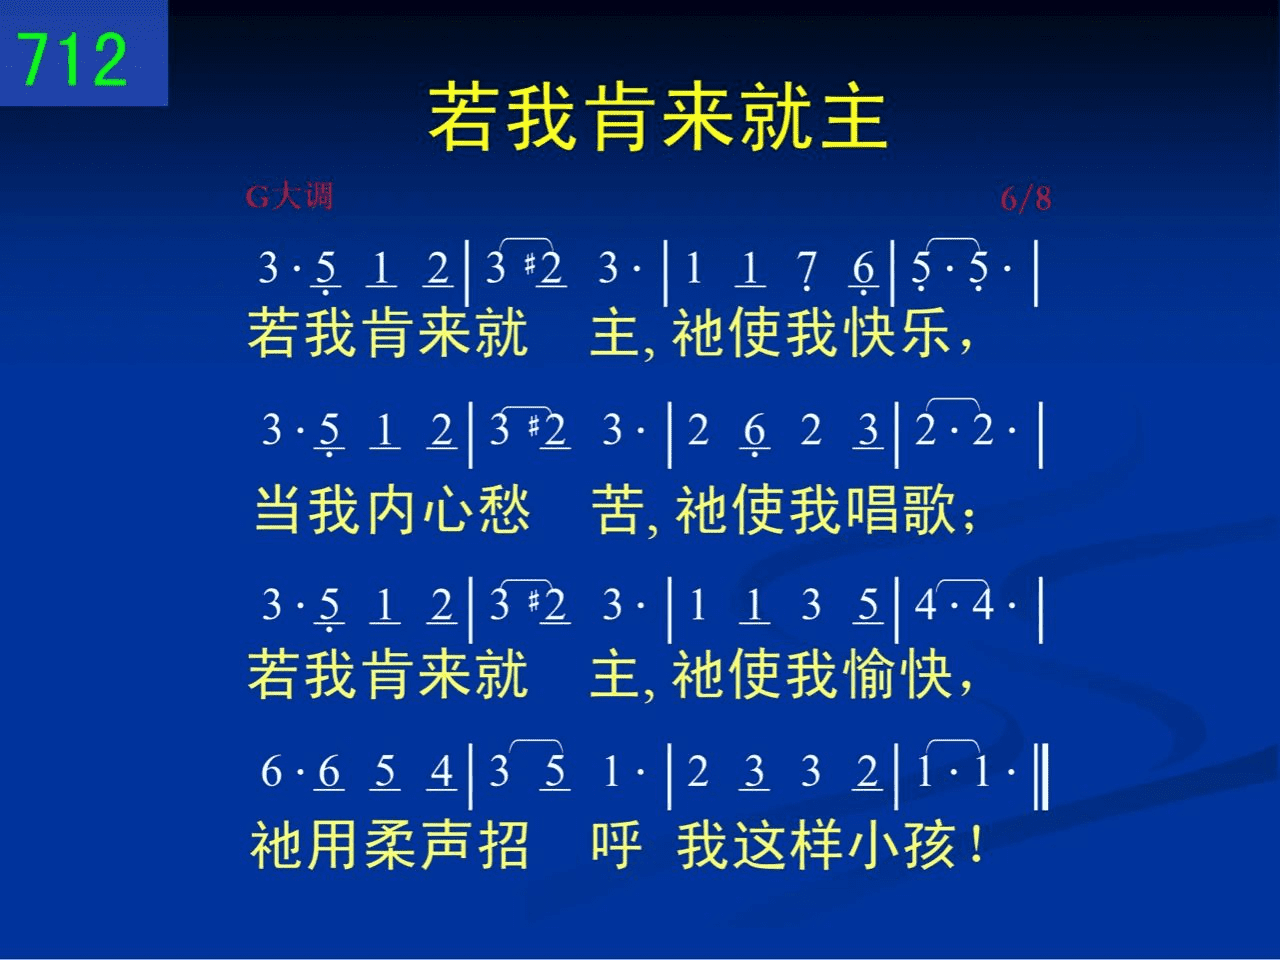 712
若我肯来就主
G大调 6/8
3·5̣ 1 2|3 #2 3·|1 1 7̣ 6̣|5̣·5̣·|
若我肯来就 主,祂使我快乐,
3·5̣ 1 2|3 #2 3·|2 6̣ 2 3|2·2·|
当我内心愁 苦,祂使我唱歌;
3·5̣ 1 2|3 #2 3·|1 1 3 5|4·4·|
若我肯来就 主,祂使我愉快,
6·6 5 4|3 5 1·|2 3 3 2|1·1·‖
祂用柔声招 呼 我这样小孩!